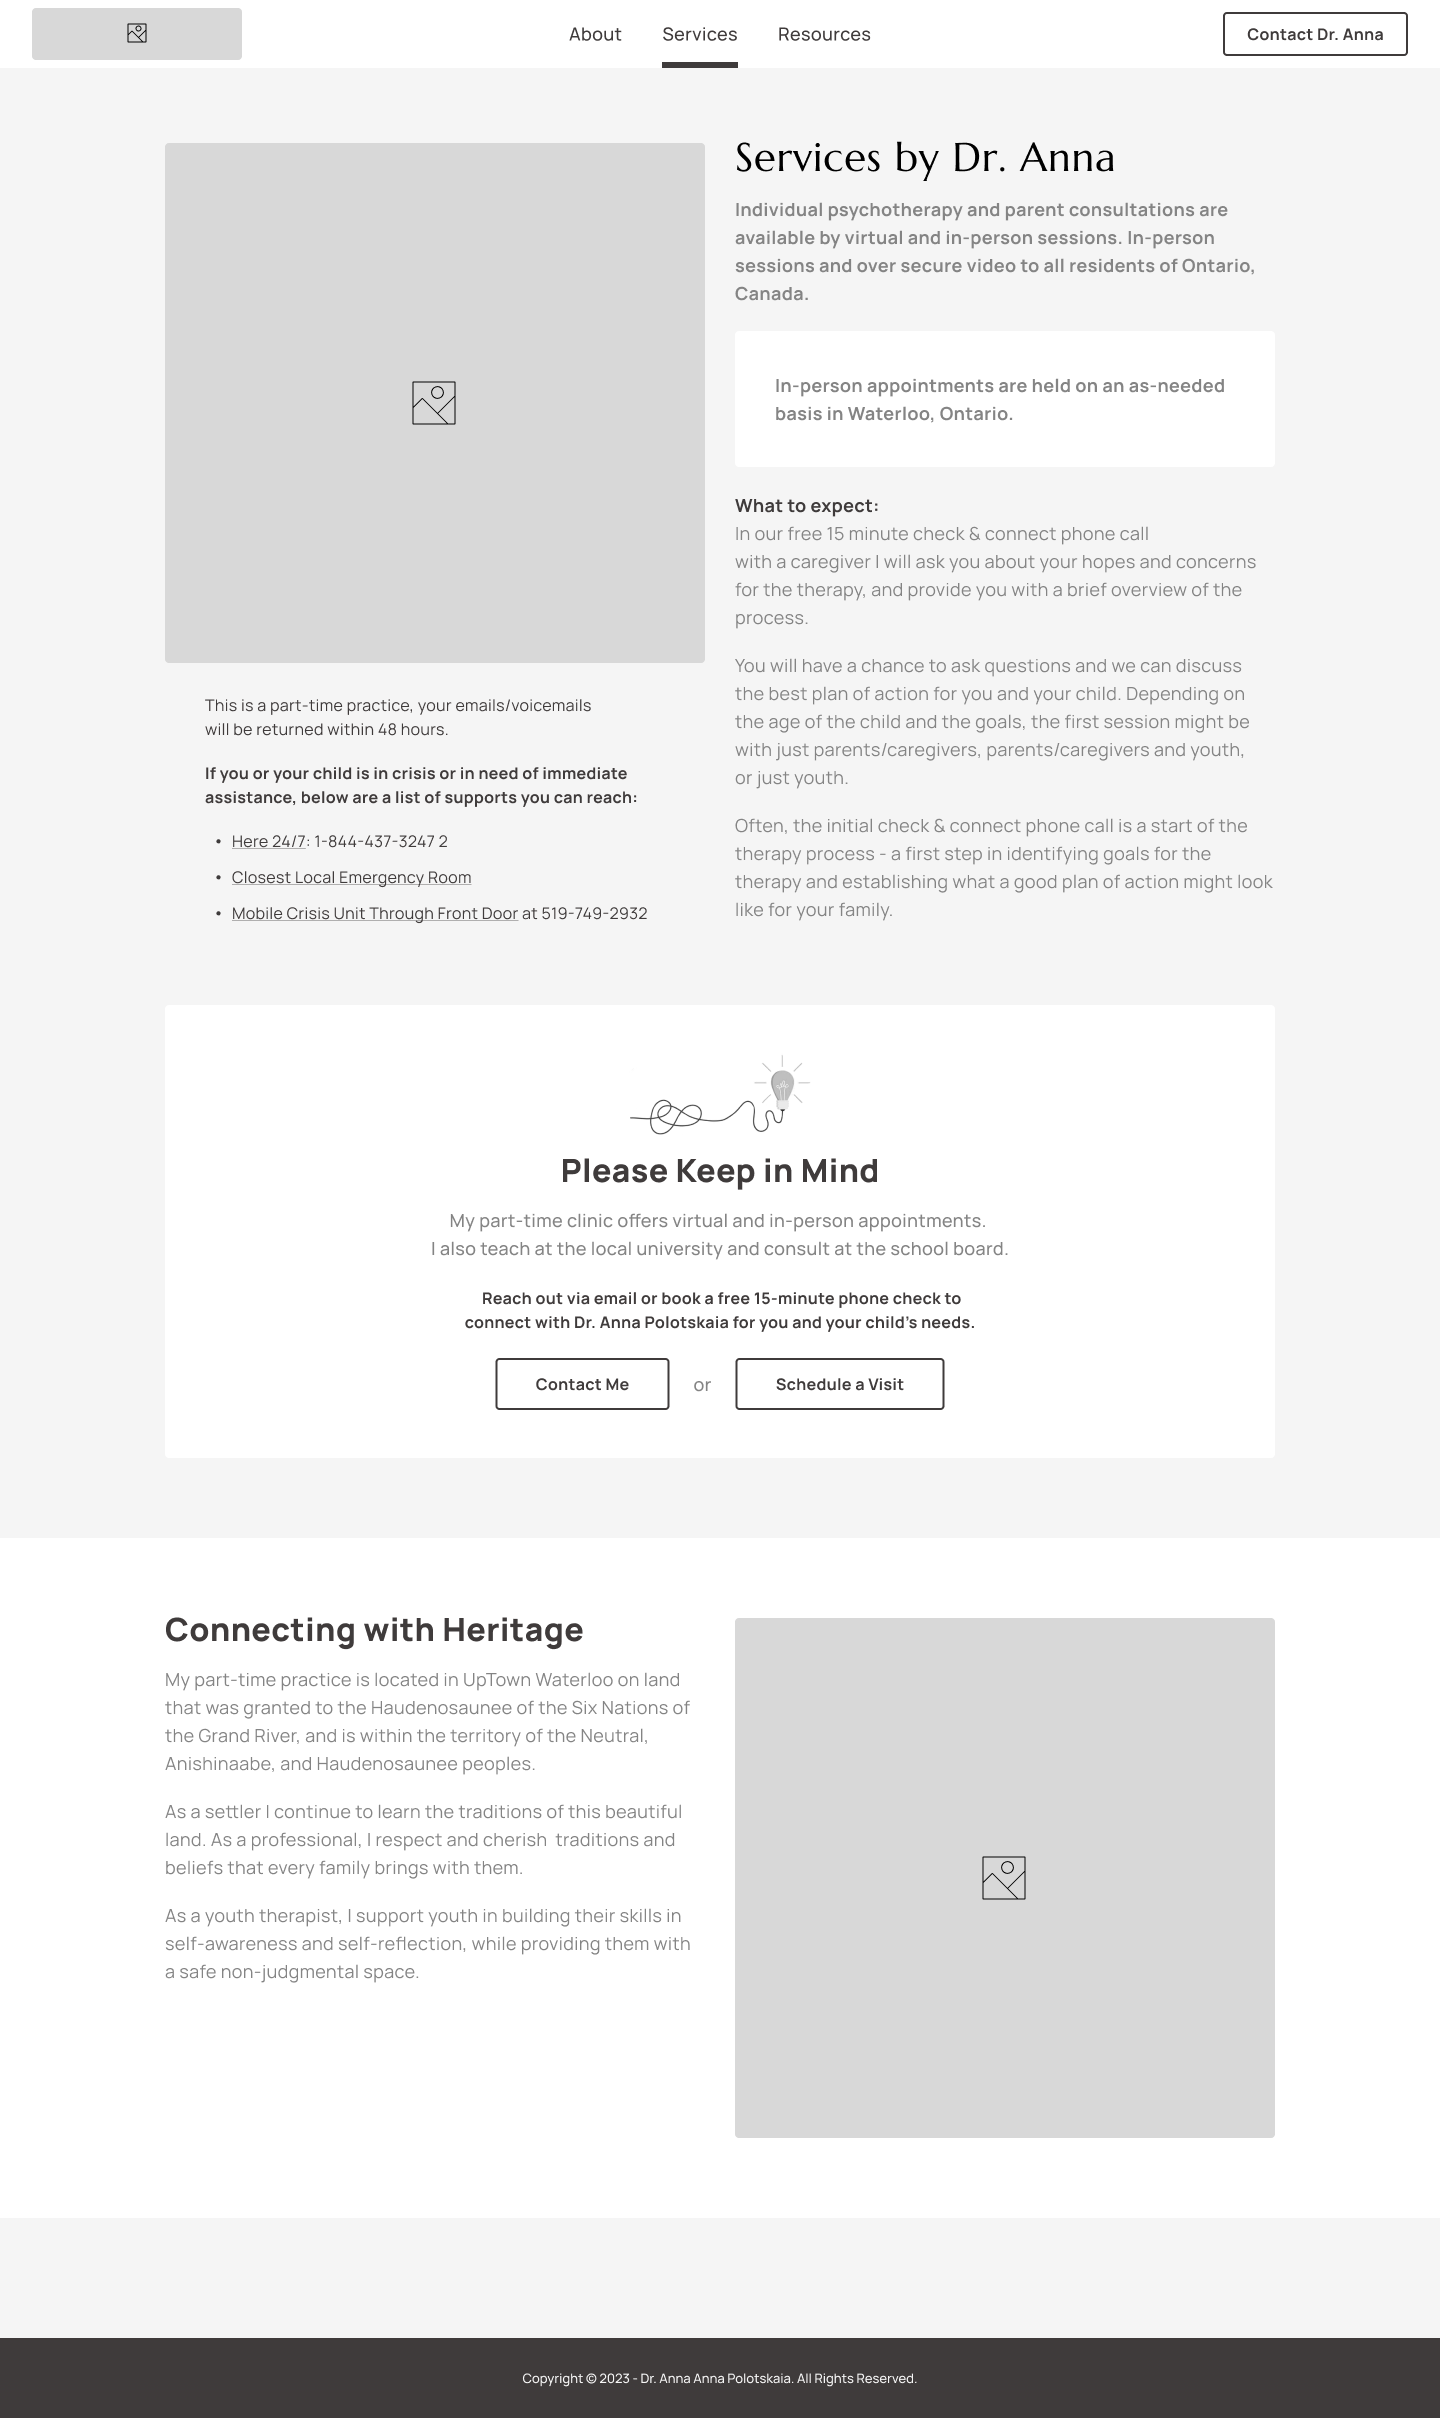 About
Services
Resources
Contact Dr. Anna
Services by Dr. Anna
Individual psychotherapy and parent consultations are
available by virtual and in-person sessions. In-person
sessions and over secure video to all residents of Ontario,
Canada.
In-person appointments are held on an as-needed
basis in Waterloo, Ontario.
What to expect:
In our free 15 minute check & connect phone call
with a caregiver I will ask you about your hopes and concerns
for the therapy, and provide you with a brief overview of the
process.
You will have a chance to ask questions and we can discuss
the best plan of action for you and your child. Depending on
the age of the child and the goals, the first session might be
with just parents/caregivers, parents/caregivers and youth,
or just youth.
Often, the initial check & connect phone call is a start of the
therapy process - a first step in identifying goals for the
therapy and establishing what a good plan of action might look
like for your family.
This is a part-time practice, your emails/voicemails
will be returned within 48 hours.
If you or your child is in crisis or in need of immediate
assistance, below are a list of supports you can reach:
• Here 24/7: 1-844-437-3247 2
• Closest Local Emergency Room
• Mobile Crisis Unit Through Front Door at 519-749-2932
Please Keep in Mind
My part-time clinic offers virtual and in-person appointments.
I also teach at the local university and consult at the school board.
Reach out via email or book a free 15-minute phone check to
connect with Dr. Anna Polotskaia for you and your child's needs.
Contact Me
or
Schedule a Visit
Connecting with Heritage
My part-time practice is located in UpTown Waterloo on land
that was granted to the Haudenosaunee of the Six Nations of
the Grand River, and is within the territory of the Neutral,
Anishinaabe, and Haudenosaunee peoples.
As a settler I continue to learn the traditions of this beautiful
land. As a professional, I respect and cherish  traditions and
beliefs that every family brings with them.
As a youth therapist, I support youth in building their skills in
self-awareness and self-reflection, while providing them with
a safe non-judgmental space.
Copyright © 2023 - Dr. Anna Anna Polotskaia. All Rights Reserved.